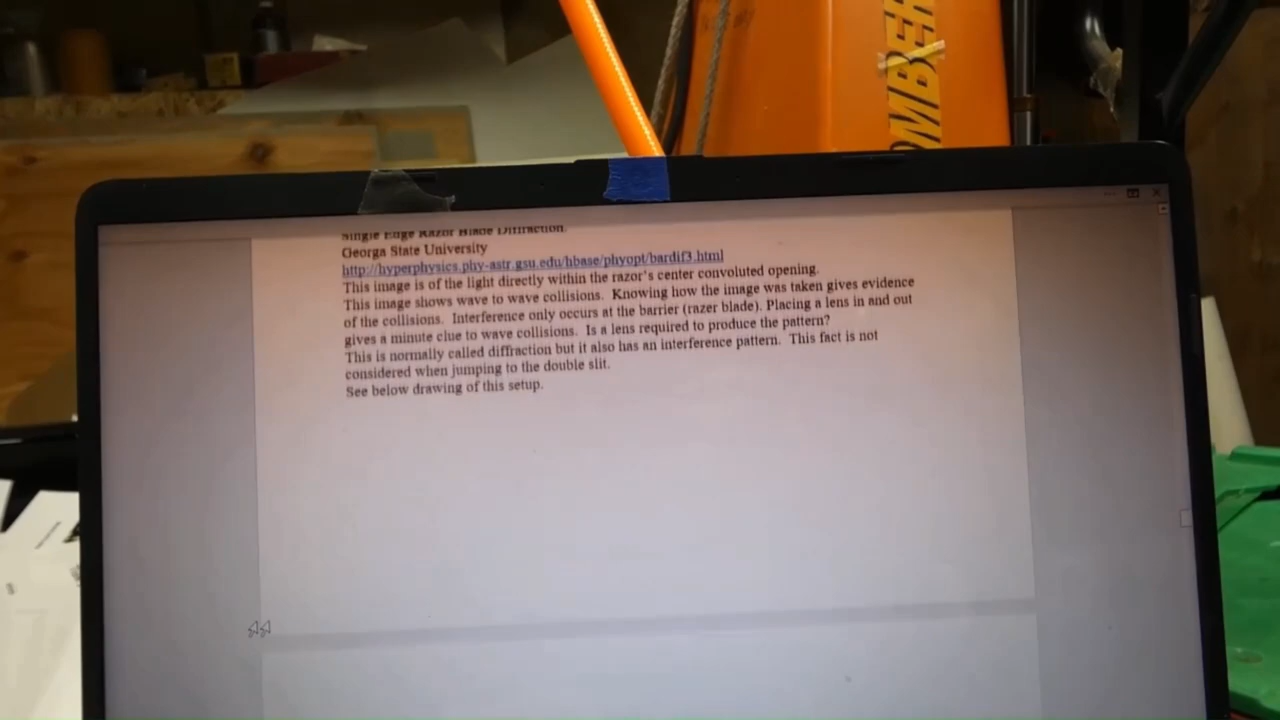 OMBER
Single Edge Razor Blade Diffraction.
Georga State University
http://hyperphysics.phy-astr.gsu.edu/hbase/phyopt/bardif3.html
This image is of the light directly within the razor's center convoluted opening.
This image shows wave to wave collisions. Knowing how the image was taken gives evidence
of the collisions. Interference only occurs at the barrier (razer blade). Placing a lens in and out
gives a minute clue to wave collisions. Is a lens required to produce the pattern?
This is normally called diffraction but it also has an interference pattern. This fact is not
considered when jumping to the double slit.
See below drawing of this setup.